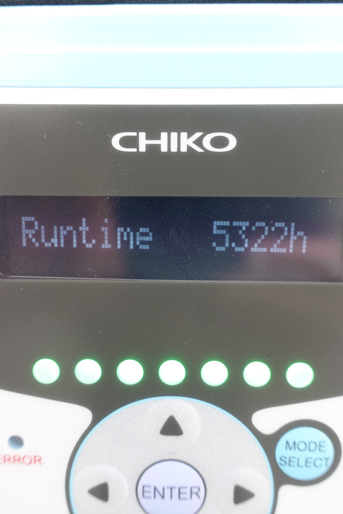 CHIKO
Runtime 5322h
ERROR
MODE
SELECT
ENTER